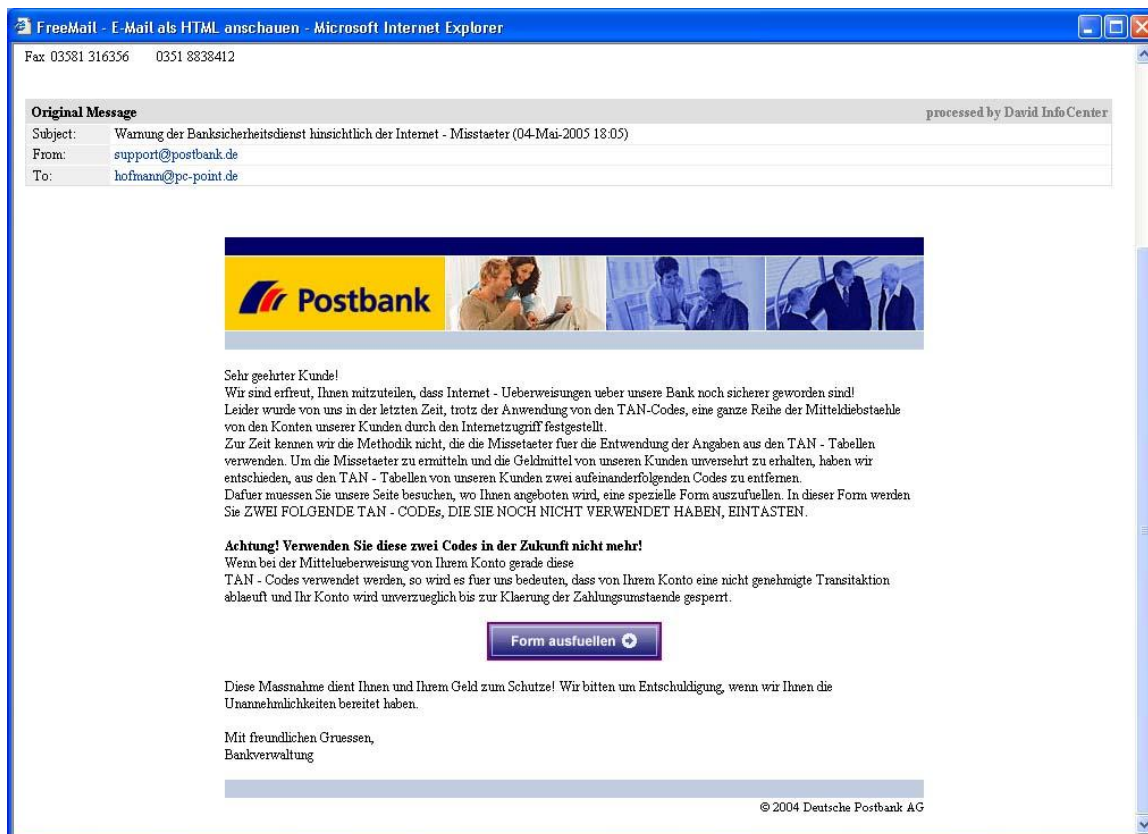 FreeMail - E-Mail als HTML anschauen - Microsoft Internet Explorer
Fax 03581 316356 0351 8838412
Original Message processed by David InfoCenter
Subject: Warnung der Banksicherheitsdienst hinsichtlich der Internet - Misstaeter (04-Mai-2005 18:05)
From: support@postbank.de
To: hofmann@pc-point.de
Postbank
Sehr geehrter Kunde!
Wir sind erfreut, Ihnen mitzuteilen, dass Internet - Ueberweisungen ueber unsere Bank noch sicherer geworden sind!
Leider wurde von uns in der letzten Zeit, trotz der Anwendung von den TAN-Codes, eine ganze Reihe der Mitteldiebstaehle
von den Konten unserer Kunden durch den Internetzugriff festgestellt.
Zur Zeit kennen wir die Methodik nicht, die die Missetaeter fuer die Entwendung der Angaben aus den TAN - Tabellen
verwenden. Um die Missetaeter zu ermitteln und die Geldmittel von unseren Kunden unversehrt zu erhalten, haben wir
entschieden, aus den TAN - Tabellen von unseren Kunden zwei aufeinanderfolgenden Codes zu entfernen.
Dafuer muessen Sie unsere Seite besuchen, wo Ihnen angeboten wird, eine spezielle Form auszufuellen. In dieser Form werden
Sie ZWEI FOLGENDE TAN - CODEs, DIE SIE NOCH NICHT VERWENDET HABEN, EINTASTEN.
Achtung! Verwenden Sie diese zwei Codes in der Zukunft nicht mehr!
Wenn bei der Mittelueberweisung von Ihrem Konto gerade diese
TAN - Codes verwendet werden, so wird es fuer uns bedeuten, dass von Ihrem Konto eine nicht genehmigte Transitaktion
ablaeuft und Ihr Konto wird unverzueglich bis zur Klaerung der Zahlungsumstaende gesperrt.
Form ausfuellen
Diese Massnahme dient Ihnen und Ihrem Geld zum Schutze! Wir bitten um Entschuldigung, wenn wir Ihnen die
Unannehmlichkeiten bereitet haben.
Mit freundlichen Gruessen,
Bankverwaltung
© 2004 Deutsche Postbank AG